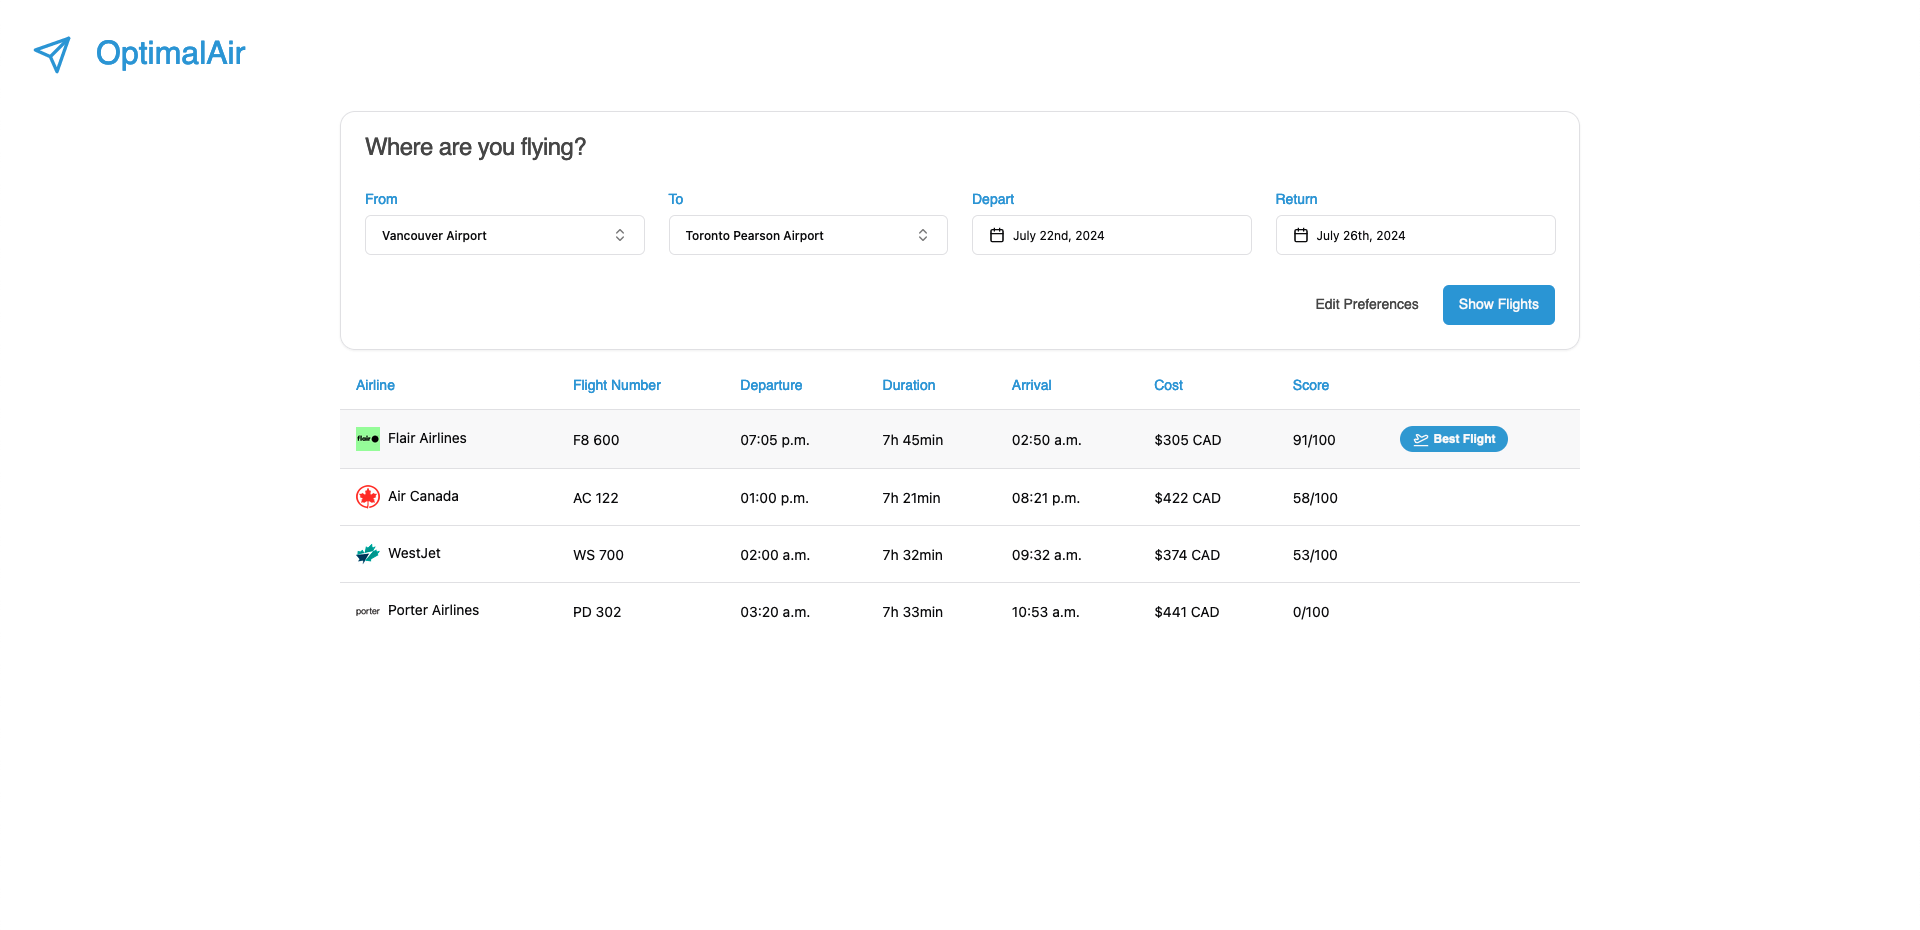 OptimalAir
Where are you flying?
From To Depart Return
Vancouver Airport Toronto Pearson Airport July 22nd, 2024 July 26th, 2024
Edit Preferences Show Flights
Airline Flight Number Departure Duration Arrival Cost Score
flair Flair Airlines F8 600 07:05 p.m. 7h 45min 02:50 a.m. $305 CAD 91/100 Best Flight
Air Canada AC 122 01:00 p.m. 7h 21min 08:21 p.m. $422 CAD 58/100
WestJet WS 700 02:00 a.m. 7h 32min 09:32 a.m. $374 CAD 53/100
porter Porter Airlines PD 302 03:20 a.m. 7h 33min 10:53 a.m. $441 CAD 0/100